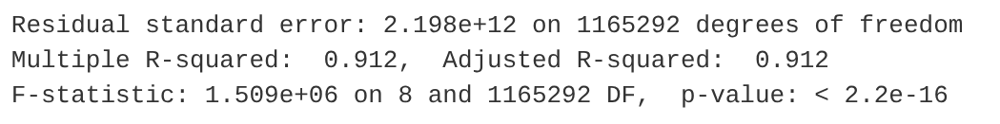 Residual standard error: 2.198e+12 on 1165292 degrees of freedom
Multiple R-squared:  0.912,  Adjusted R-squared:  0.912
F-statistic: 1.509e+06 on 8 and 1165292 DF,  p-value: < 2.2e-16